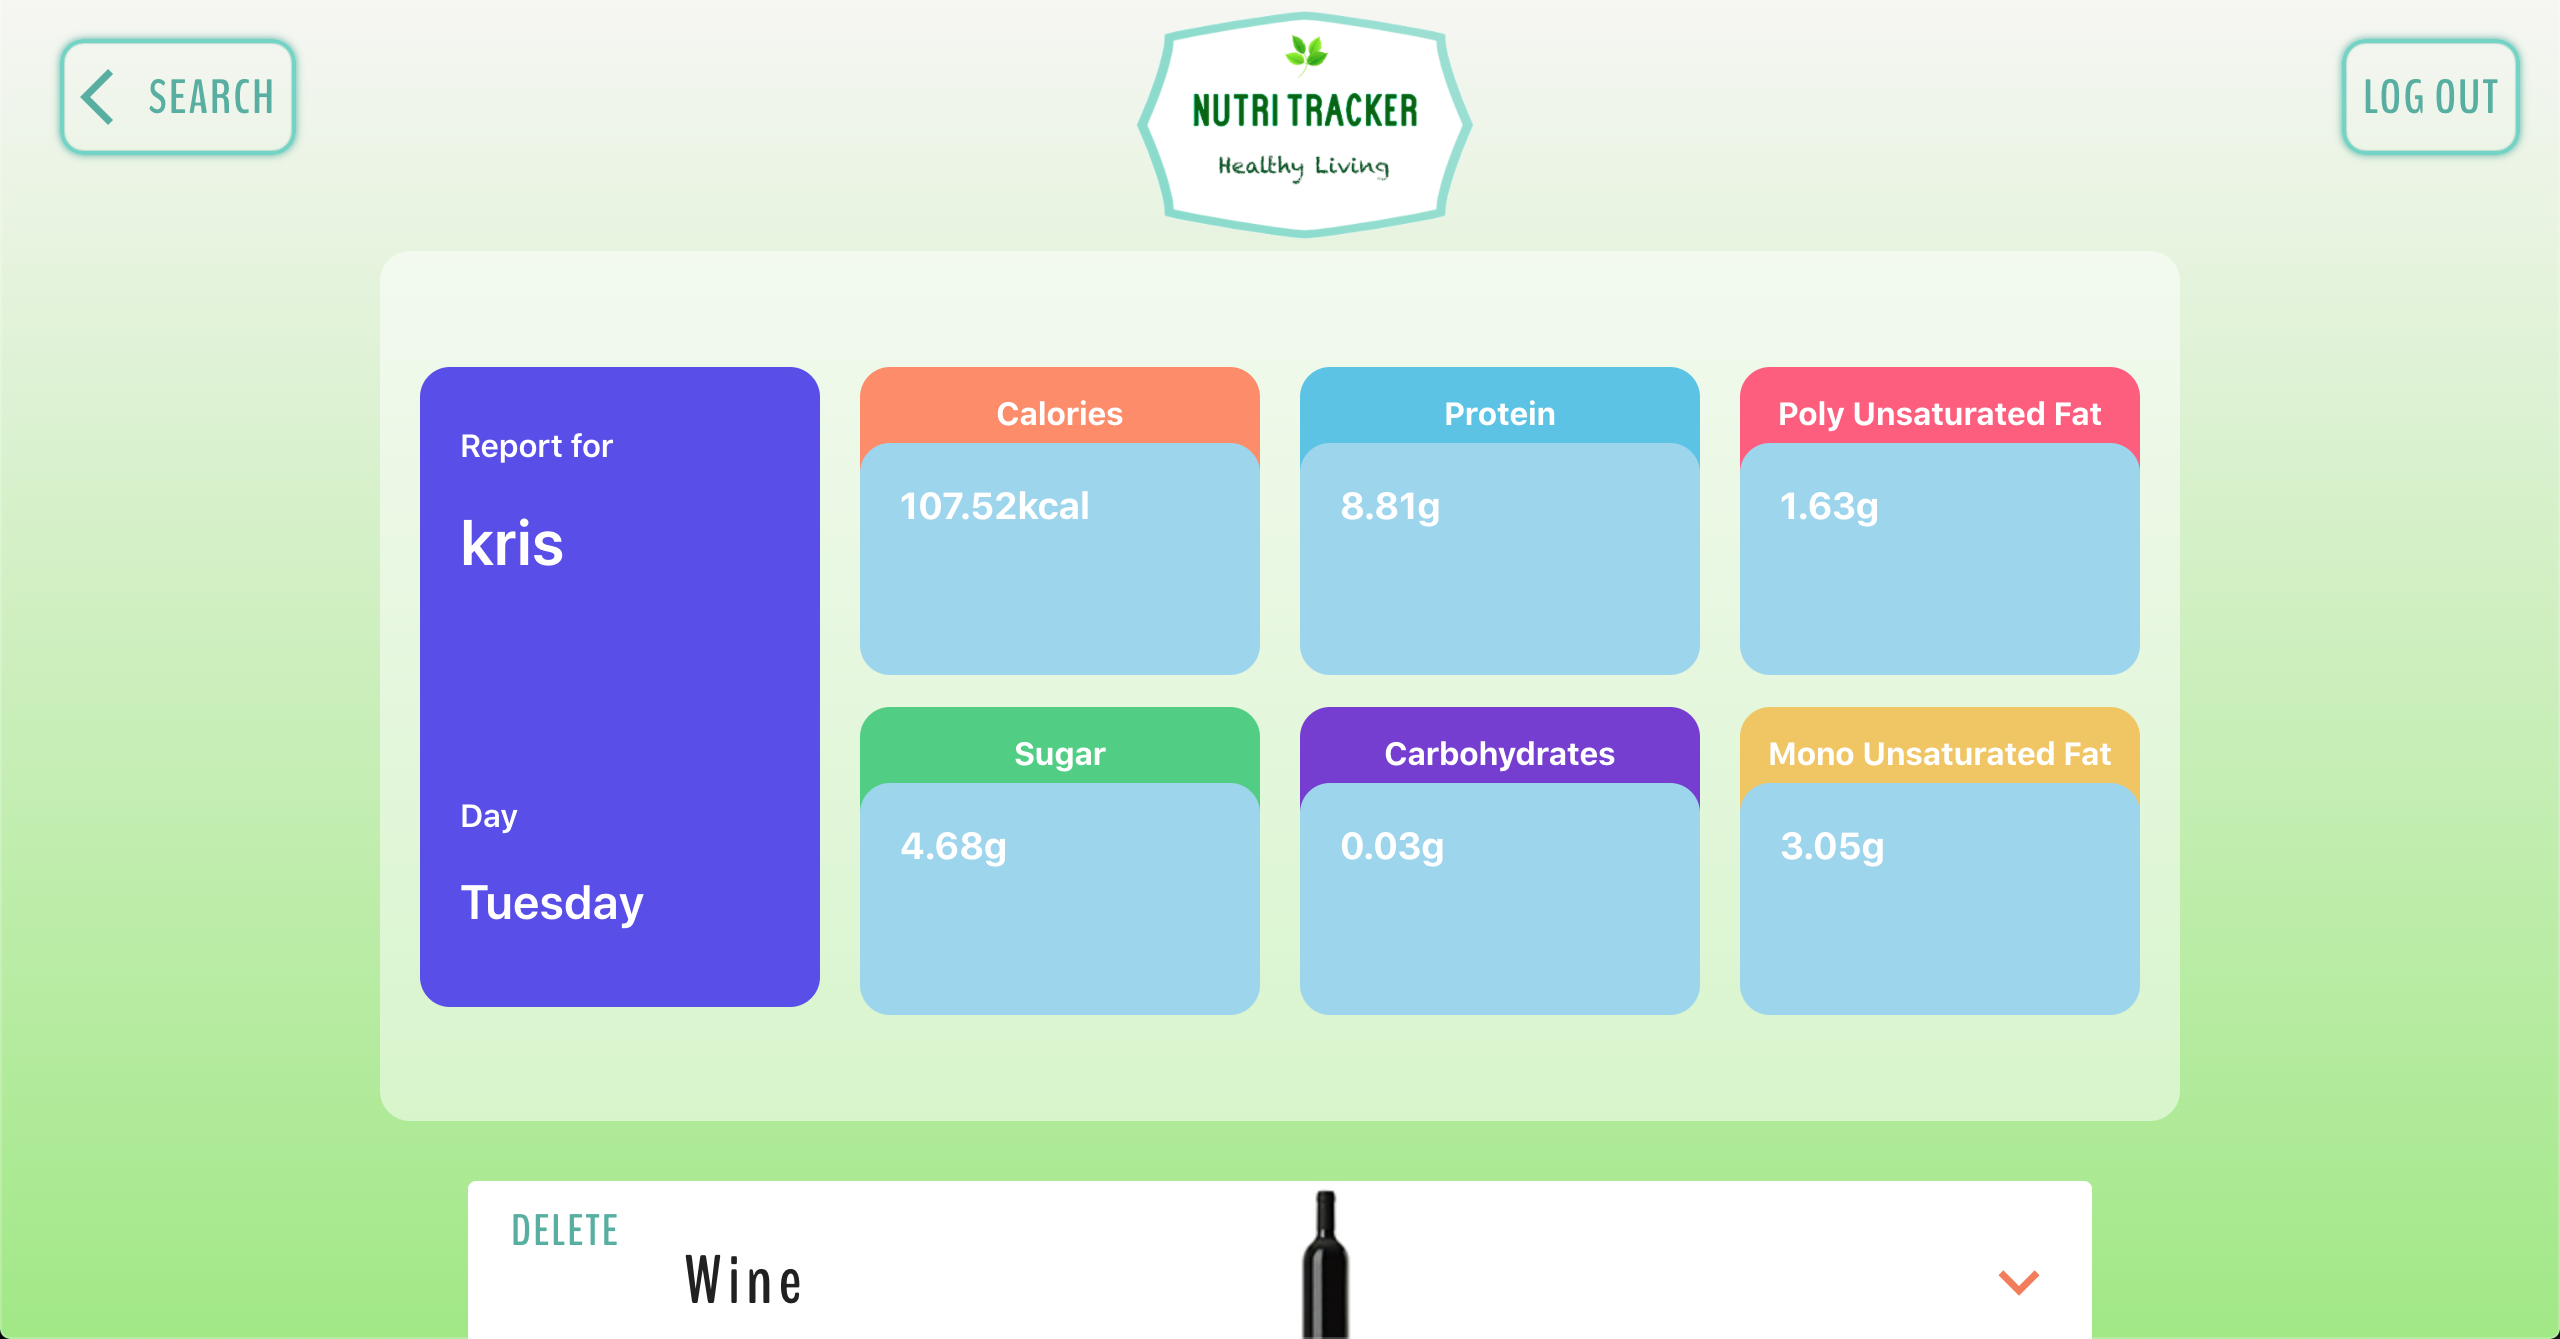 SEARCH
NUTRI TRACKER
Healthy Living
LOG OUT
Report for
kris
Day
Tuesday
Calories
107.52kcal
Protein
8.81g
Poly Unsaturated Fat
1.63g
Sugar
4.68g
Carbohydrates
0.03g
Mono Unsaturated Fat
3.05g
DELETE
Wine